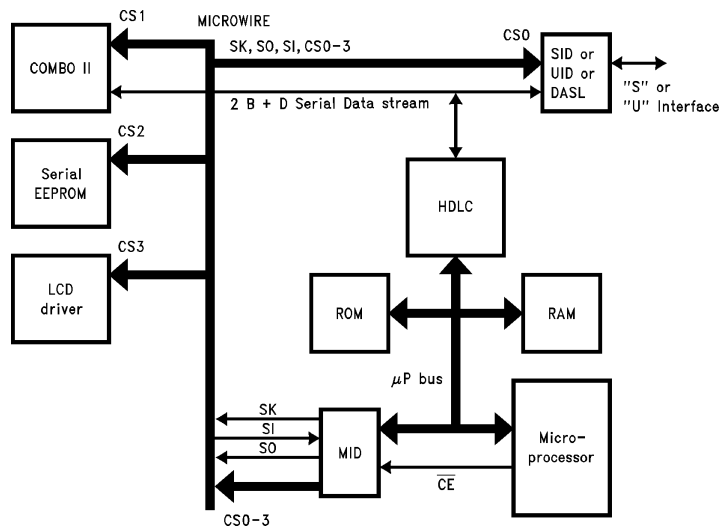 CS1
MICROWIRE
SK, SO, SI, CS0-3
CS0
COMBO II
SID or
UID or
DASL
2 B + D Serial Data stream
"S" or
"U" Interface
CS2
Serial
EEPROM
HDLC
CS3
LCD
driver
ROM
RAM
μP bus
SK
SI
SO
MID
Micro-
processor
C̅E̅
CS0-3